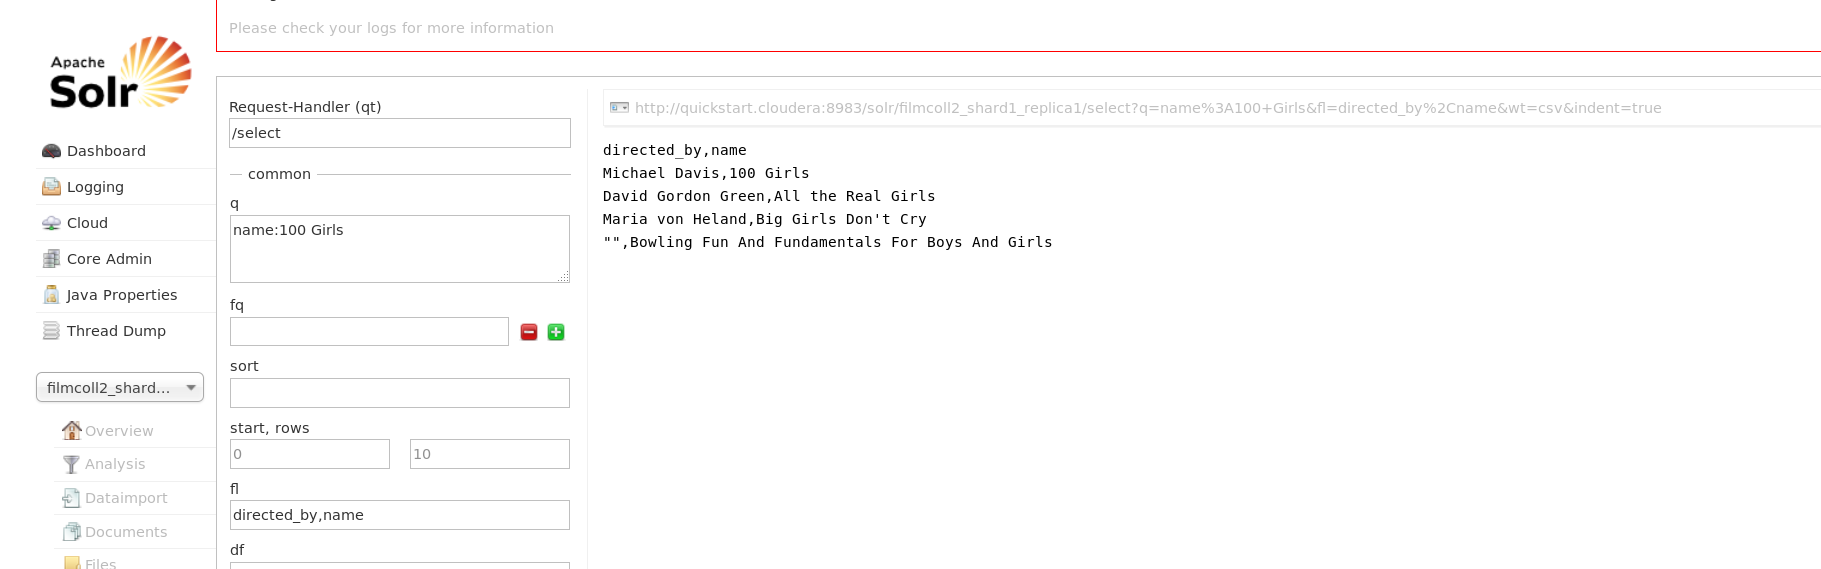 Please check your logs for more information
Apache
Solr
Dashboard
Logging
Cloud
Core Admin
Java Properties
Thread Dump
filmcoll2_shard...
Overview
Analysis
Dataimport
Documents
Files
Request-Handler (qt)
/select
common
q
name:100 Girls
fq
sort
start, rows
0 10
fl
directed_by,name
df
http://quickstart.cloudera:8983/solr/filmcoll2_shard1_replica1/select?q=name%3A100+Girls&fl=directed_by%2Cname&wt=csv&indent=true
directed_by,name
Michael Davis,100 Girls
David Gordon Green,All the Real Girls
Maria von Heland,Big Girls Don't Cry
"",Bowling Fun And Fundamentals For Boys And Girls